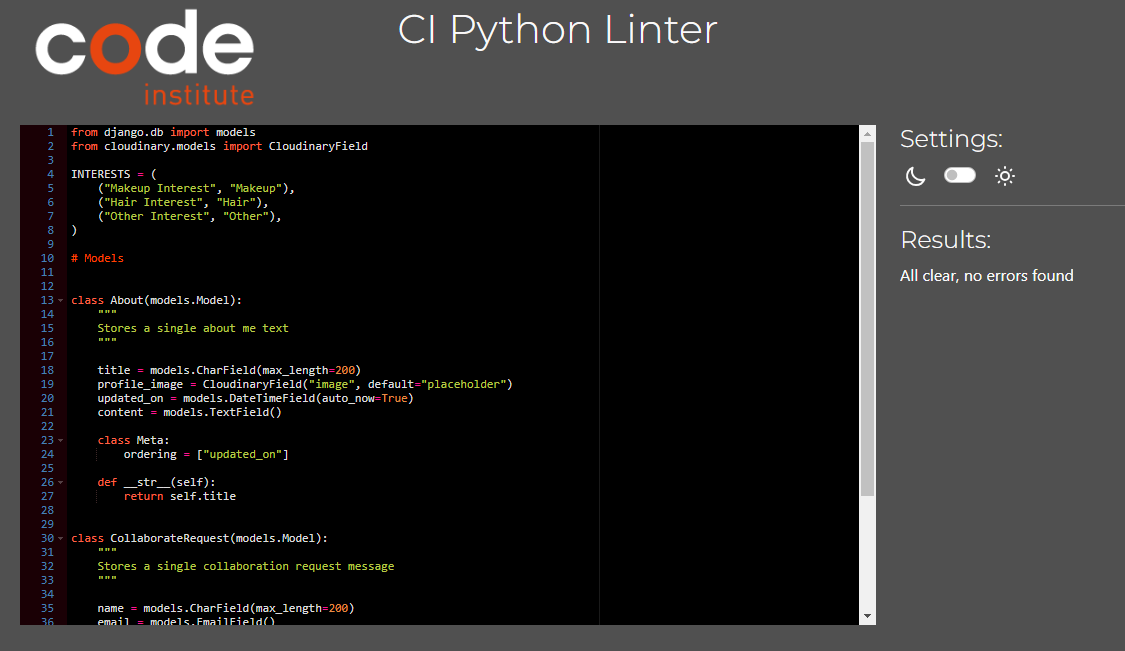 code
institute
CI Python Linter
1 from django.db import models
2 from cloudinary.models import CloudinaryField
3
4 INTERESTS = (
5     ("Makeup Interest", "Makeup"),
6     ("Hair Interest", "Hair"),
7     ("Other Interest", "Other"),
8 )
9
10 # Models
11
12
13 class About(models.Model):
14     """
15     Stores a single about me text
16     """
17
18     title = models.CharField(max_length=200)
19     profile_image = CloudinaryField("image", default="placeholder")
20     updated_on = models.DateTimeField(auto_now=True)
21     content = models.TextField()
22
23     class Meta:
24         ordering = ["updated_on"]
25
26     def __str__(self):
27         return self.title
28
29
30 class CollaborateRequest(models.Model):
31     """
32     Stores a single collaboration request message
33     """
34
35     name = models.CharField(max_length=200)
36     email = models.EmailField()
Settings:
Results:
All clear, no errors found